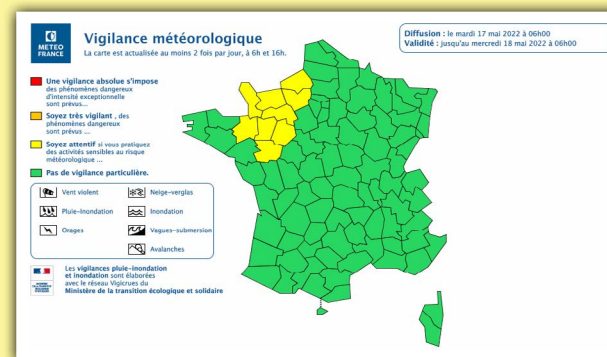 METEO
FRANCE
Vigilance météorologique
La carte est actualisée au moins 2 fois par jour, à 6h et 16h.
Diffusion : le mardi 17 mai 2022 à 06h00
Validité : jusqu'au mercredi 18 mai 2022 à 06h00
Une vigilance absolue s'impose
des phénomènes dangereux
d'intensité exceptionnelle
sont prévus...
Soyez très vigilant , des
phénomènes dangereux
sont prévus ...
Soyez attentif si vous pratiquez
des activités sensibles au risque
météorologique ...
Pas de vigilance particulière.
Vent violent
Neige-verglas
Pluie-Inondation
Inondation
Orages
Vagues-submersion
Avalanches
Les vigilances pluie-inondation
et inondation sont élaborées
avec le réseau Vigicrues du
Ministère de la transition écologique et solidaire